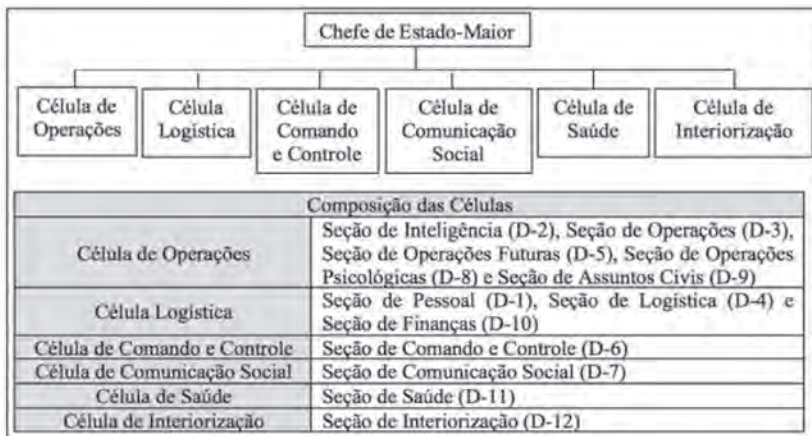 Chefe de Estado-Maior
Célula de
Operações
Célula
Logística
Célula de
Comando
e Controle
Célula de
Comunicação
Social
Célula de
Saúde
Célula de
Interiorização
Composição das Células
Célula de Operações
Seção de Inteligência (D-2), Seção de Operações (D-3),
Seção de Operações Futuras (D-5), Seção de Operações
Psicológicas (D-8) e Seção de Assuntos Civis (D-9)
Célula Logística
Seção de Pessoal (D-1), Seção de Logística (D-4) e
Seção de Finanças (D-10)
Célula de Comando e Controle
Seção de Comando e Controle (D-6)
Célula de Comunicação Social
Seção de Comunicação Social (D-7)
Célula de Saúde
Seção de Saúde (D-11)
Célula de Interiorização
Seção de Interiorização (D-12)